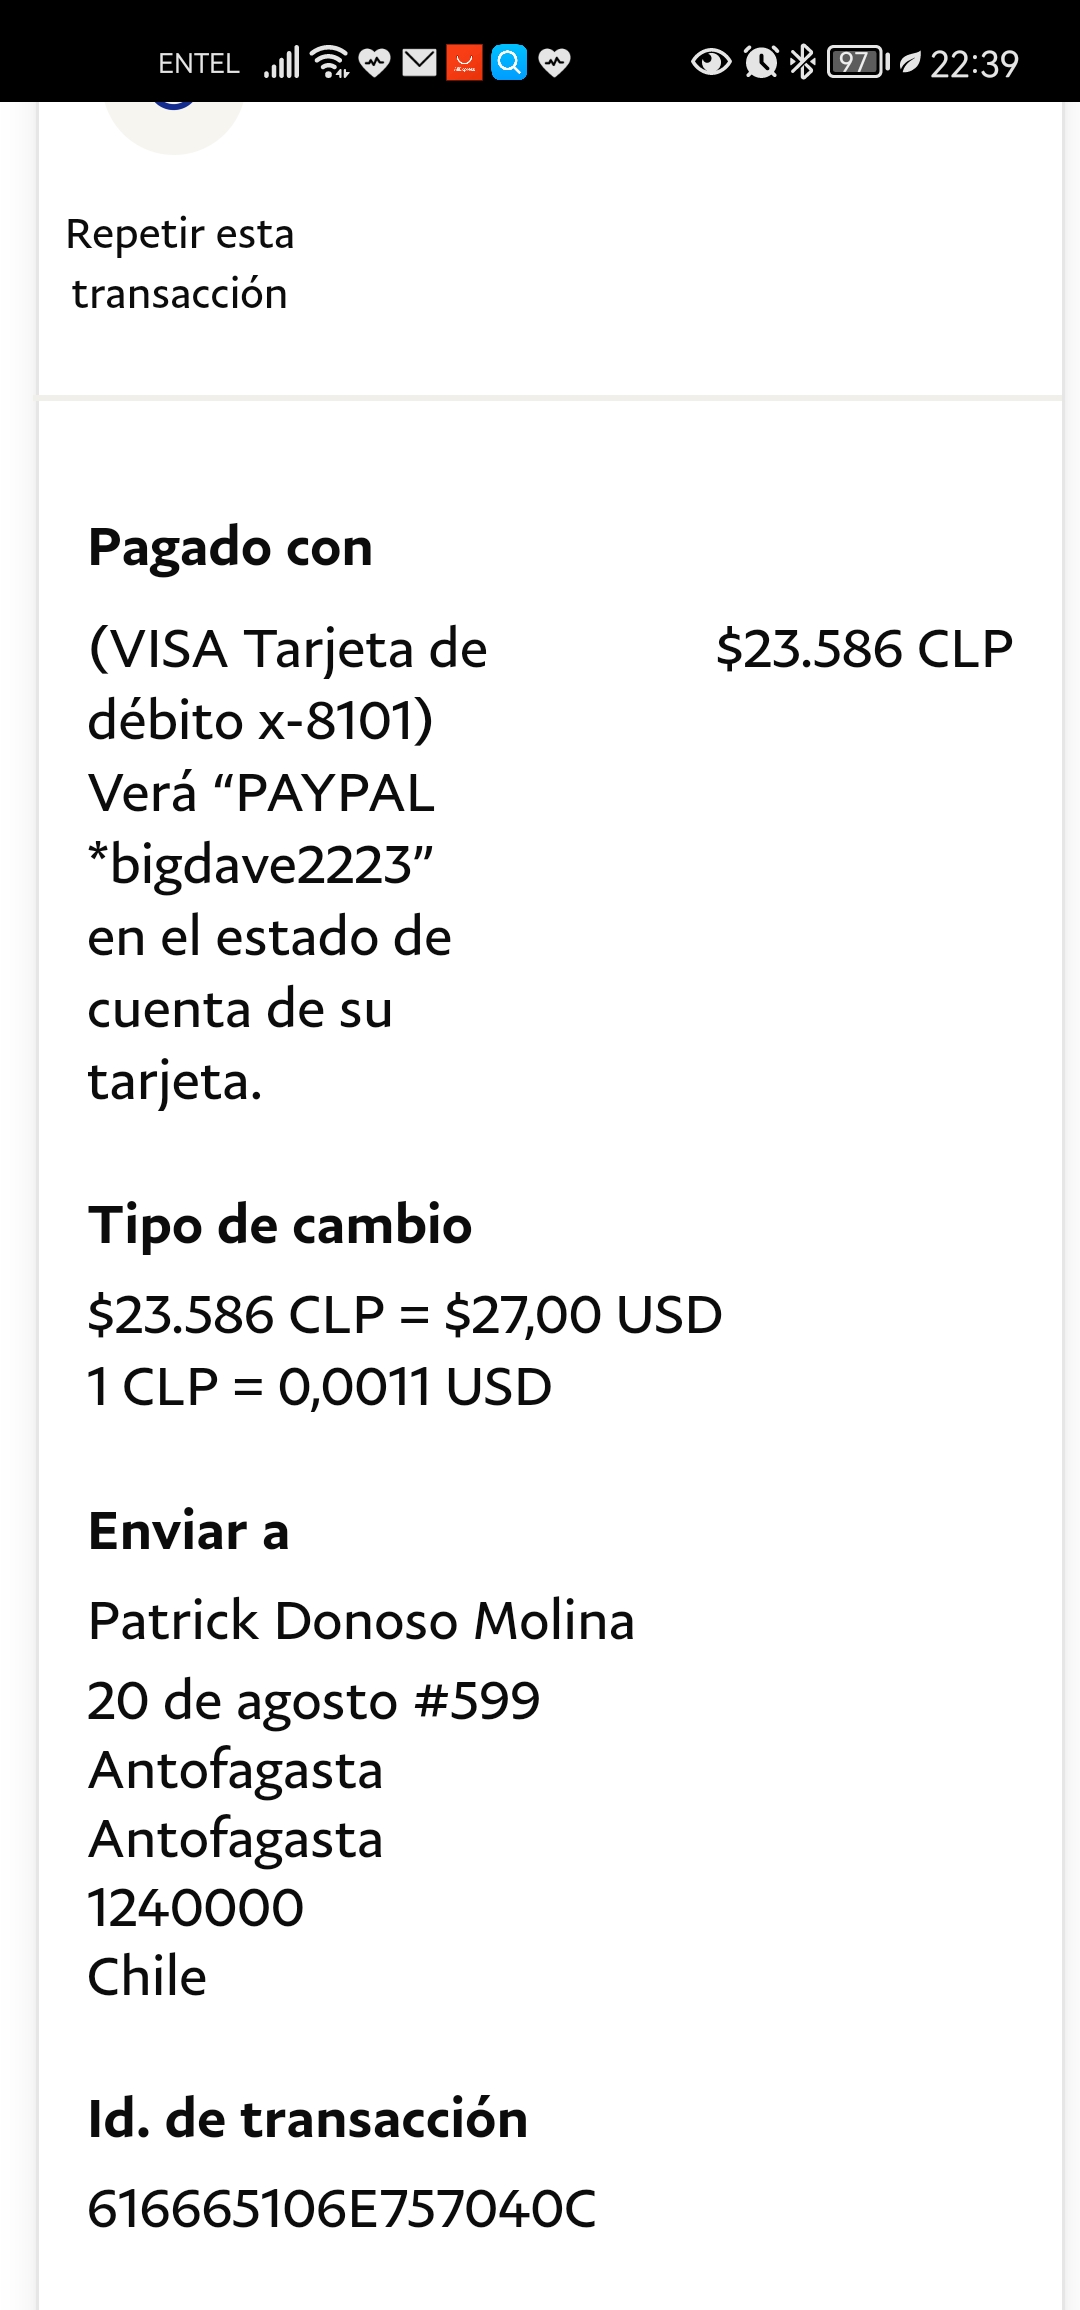 ENTEL 97 22:39
Repetir esta
transacción
Pagado con
(VISA Tarjeta de $23.586 CLP
débito x-8101)
Verá “PAYPAL
*bigdave2223”
en el estado de
cuenta de su
tarjeta.
Tipo de cambio
$23.586 CLP = $27,00 USD
1 CLP = 0,0011 USD
Enviar a
Patrick Donoso Molina
20 de agosto #599
Antofagasta
Antofagasta
1240000
Chile
Id. de transacción
616665106E757040C